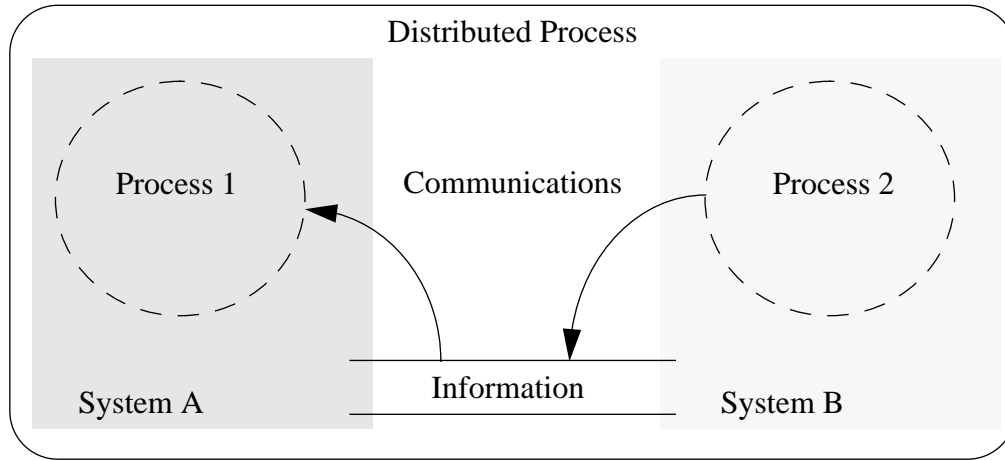 Distributed Process
Process 1
Communications
Process 2
Information
System A
System B